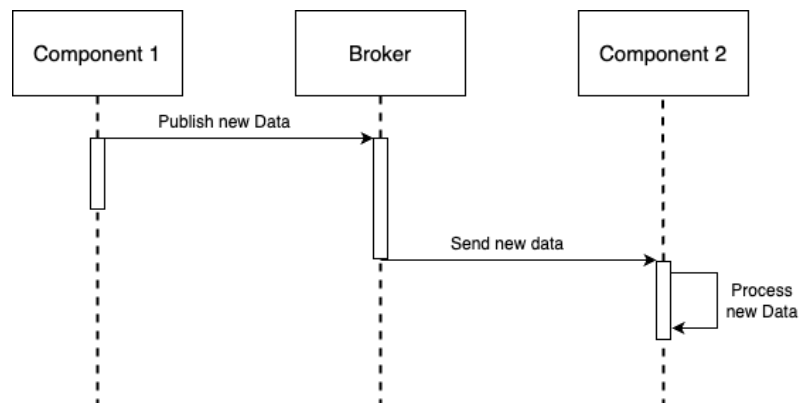 Component 1
Broker
Component 2
Publish new Data
Send new data
Process
new Data